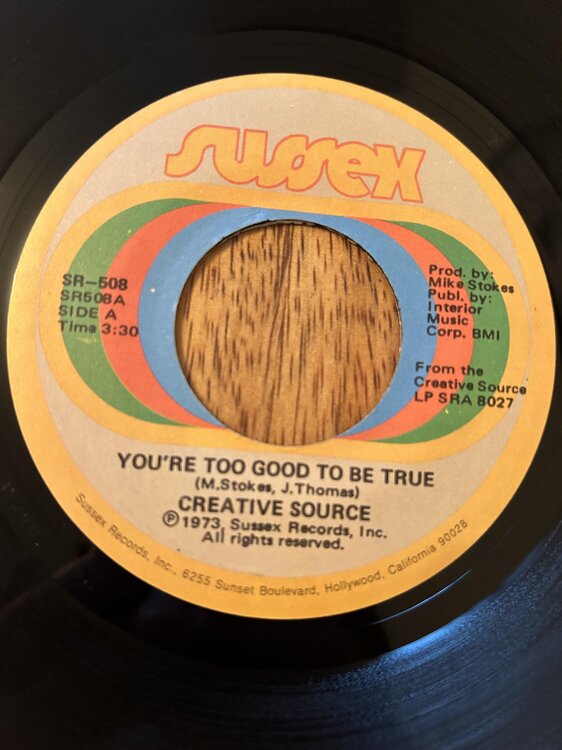 sussex
SR-508
SR508A
SIDE A
Time 3:30
Prod. by:
Mike Stokes
Publ. by:
Interior
Music
Corp. BMI
From the
Creative Source
LP SRA 8027
YOU'RE TOO GOOD TO BE TRUE
(M.Stokes, J.Thomas)
CREATIVE SOURCE
℗1973, Sussex Records, Inc.
All rights reserved.
Sussex Records, Inc., 6255 Sunset Boulevard, Hollywood, California 90028